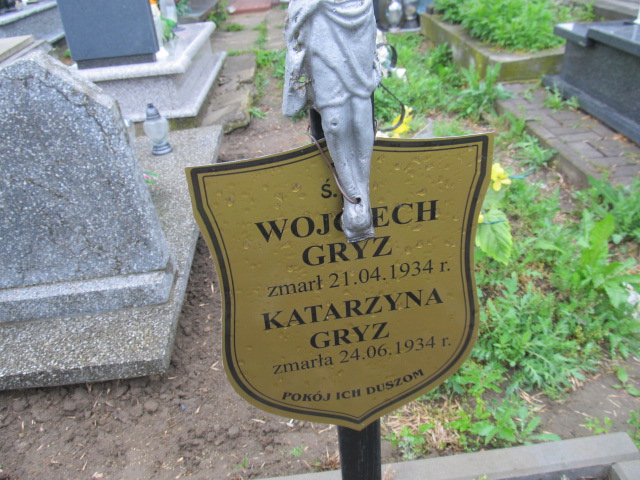 Ś.
WOJCIECH
GRYZ
zmarł 21.04.1934 r.
KATARZYNA
GRYZ
zmarła 24.06.1934 r.
POKÓJ ICH DUSZOM